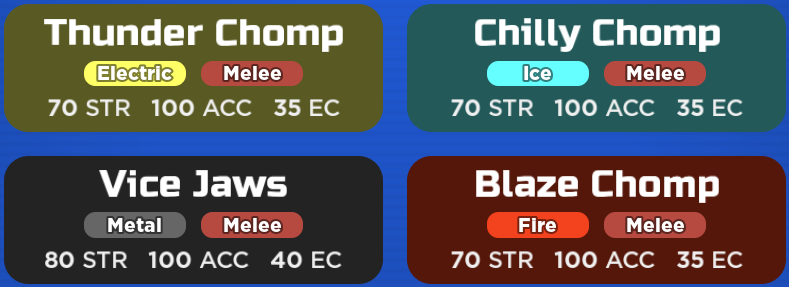 Thunder Chomp
Electric Melee
70 STR 100 ACC 35 EC
Chilly Chomp
Ice Melee
70 STR 100 ACC 35 EC
Vice Jaws
Metal Melee
80 STR 100 ACC 40 EC
Blaze Chomp
Fire Melee
70 STR 100 ACC 35 EC